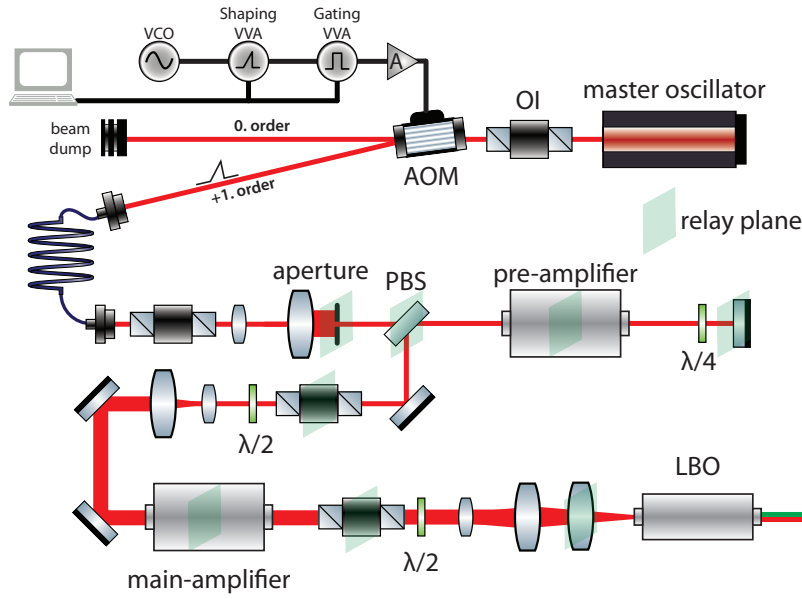 Shaping
VVA
Gating
VVA
VCO
A
OI
master oscillator
beam
dump
0. order
AOM
+1. order
relay plane
aperture
PBS
pre-amplifier
λ/4
λ/2
LBO
λ/2
main-amplifier